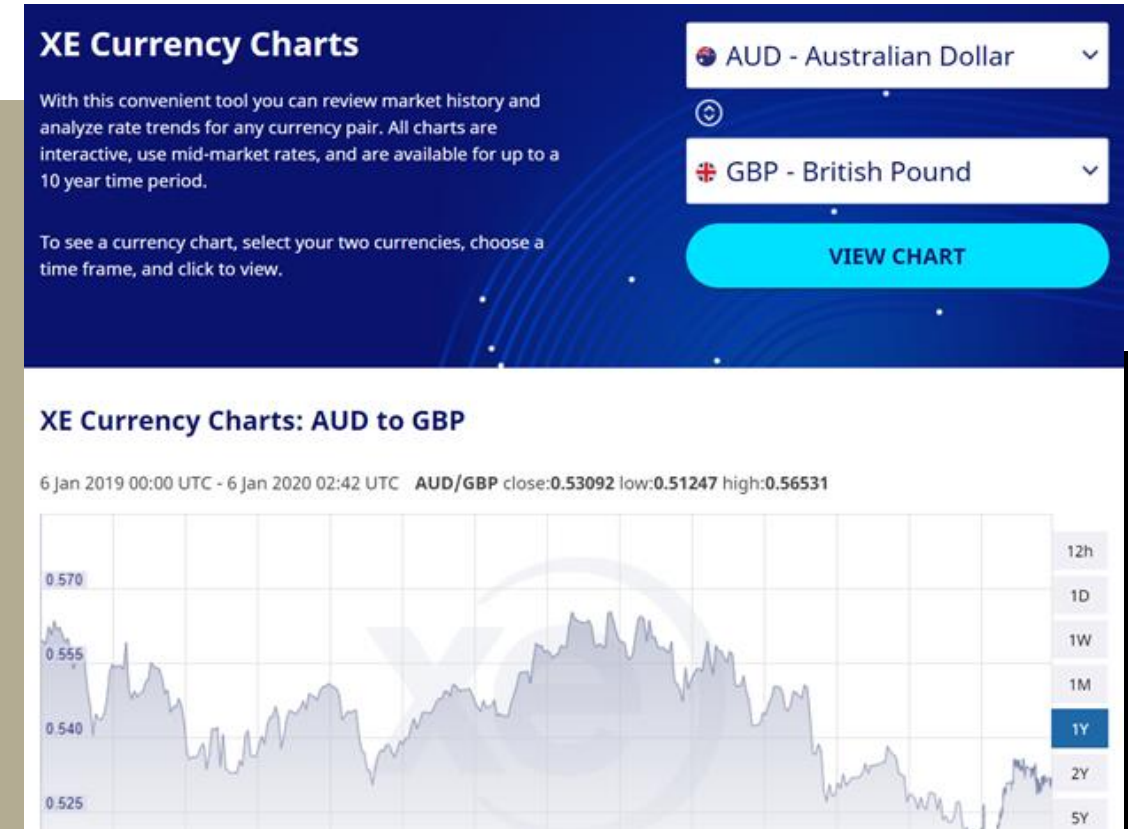 XE Currency Charts
With this convenient tool you can review market history and
analyze rate trends for any currency pair. All charts are
interactive, use mid-market rates, and are available for up to a
10 year time period.
To see a currency chart, select your two currencies, choose a
time frame, and click to view.
AUD - Australian Dollar
GBP - British Pound
VIEW CHART
XE Currency Charts: AUD to GBP
6 Jan 2019 00:00 UTC - 6 Jan 2020 02:42 UTC AUD/GBP close:0.53092 low:0.51247 high:0.56531
0.570
0.555
0.540
0.525
xe
12h
1D
1W
1M
1Y
2Y
5Y